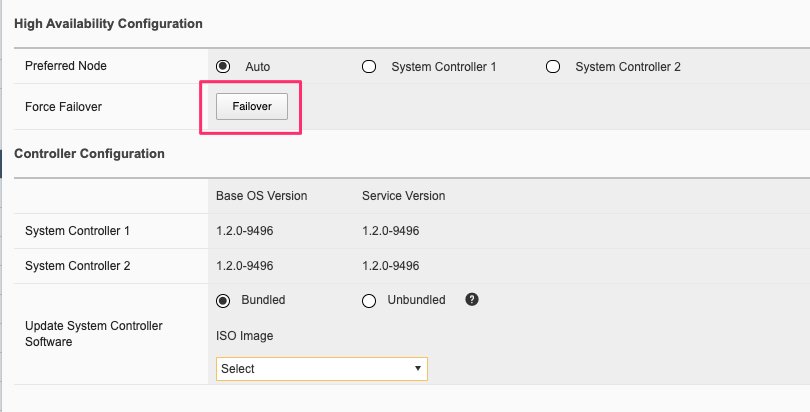 High Availability Configuration
Preferred Node Auto System Controller 1 System Controller 2
Force Failover Failover
Controller Configuration
Base OS Version Service Version
System Controller 1 1.2.0-9496 1.2.0-9496
System Controller 2 1.2.0-9496 1.2.0-9496
Bundled Unbundled ?
Update System Controller
Software
ISO Image
Select